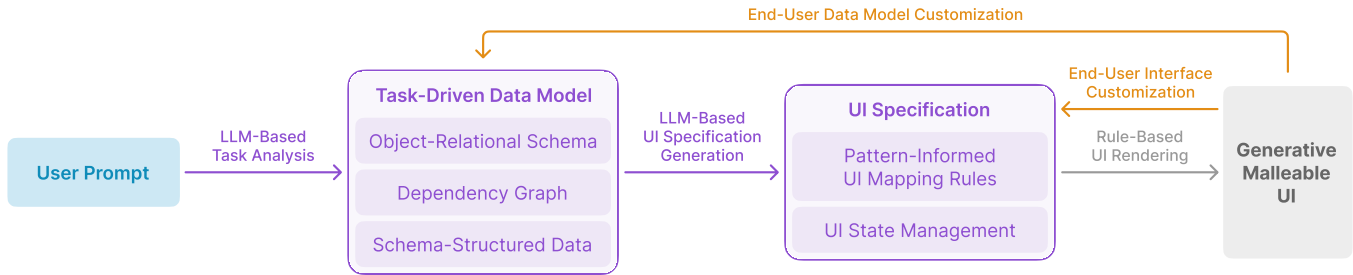 End-User Data Model Customization
User Prompt
LLM-Based
Task Analysis
Task-Driven Data Model
Object-Relational Schema
Dependency Graph
Schema-Structured Data
LLM-Based
UI Specification
Generation
UI Specification
Pattern-Informed
UI Mapping Rules
UI State Management
End-User Interface
Customization
Rule-Based
UI Rendering
Generative
Malleable
UI